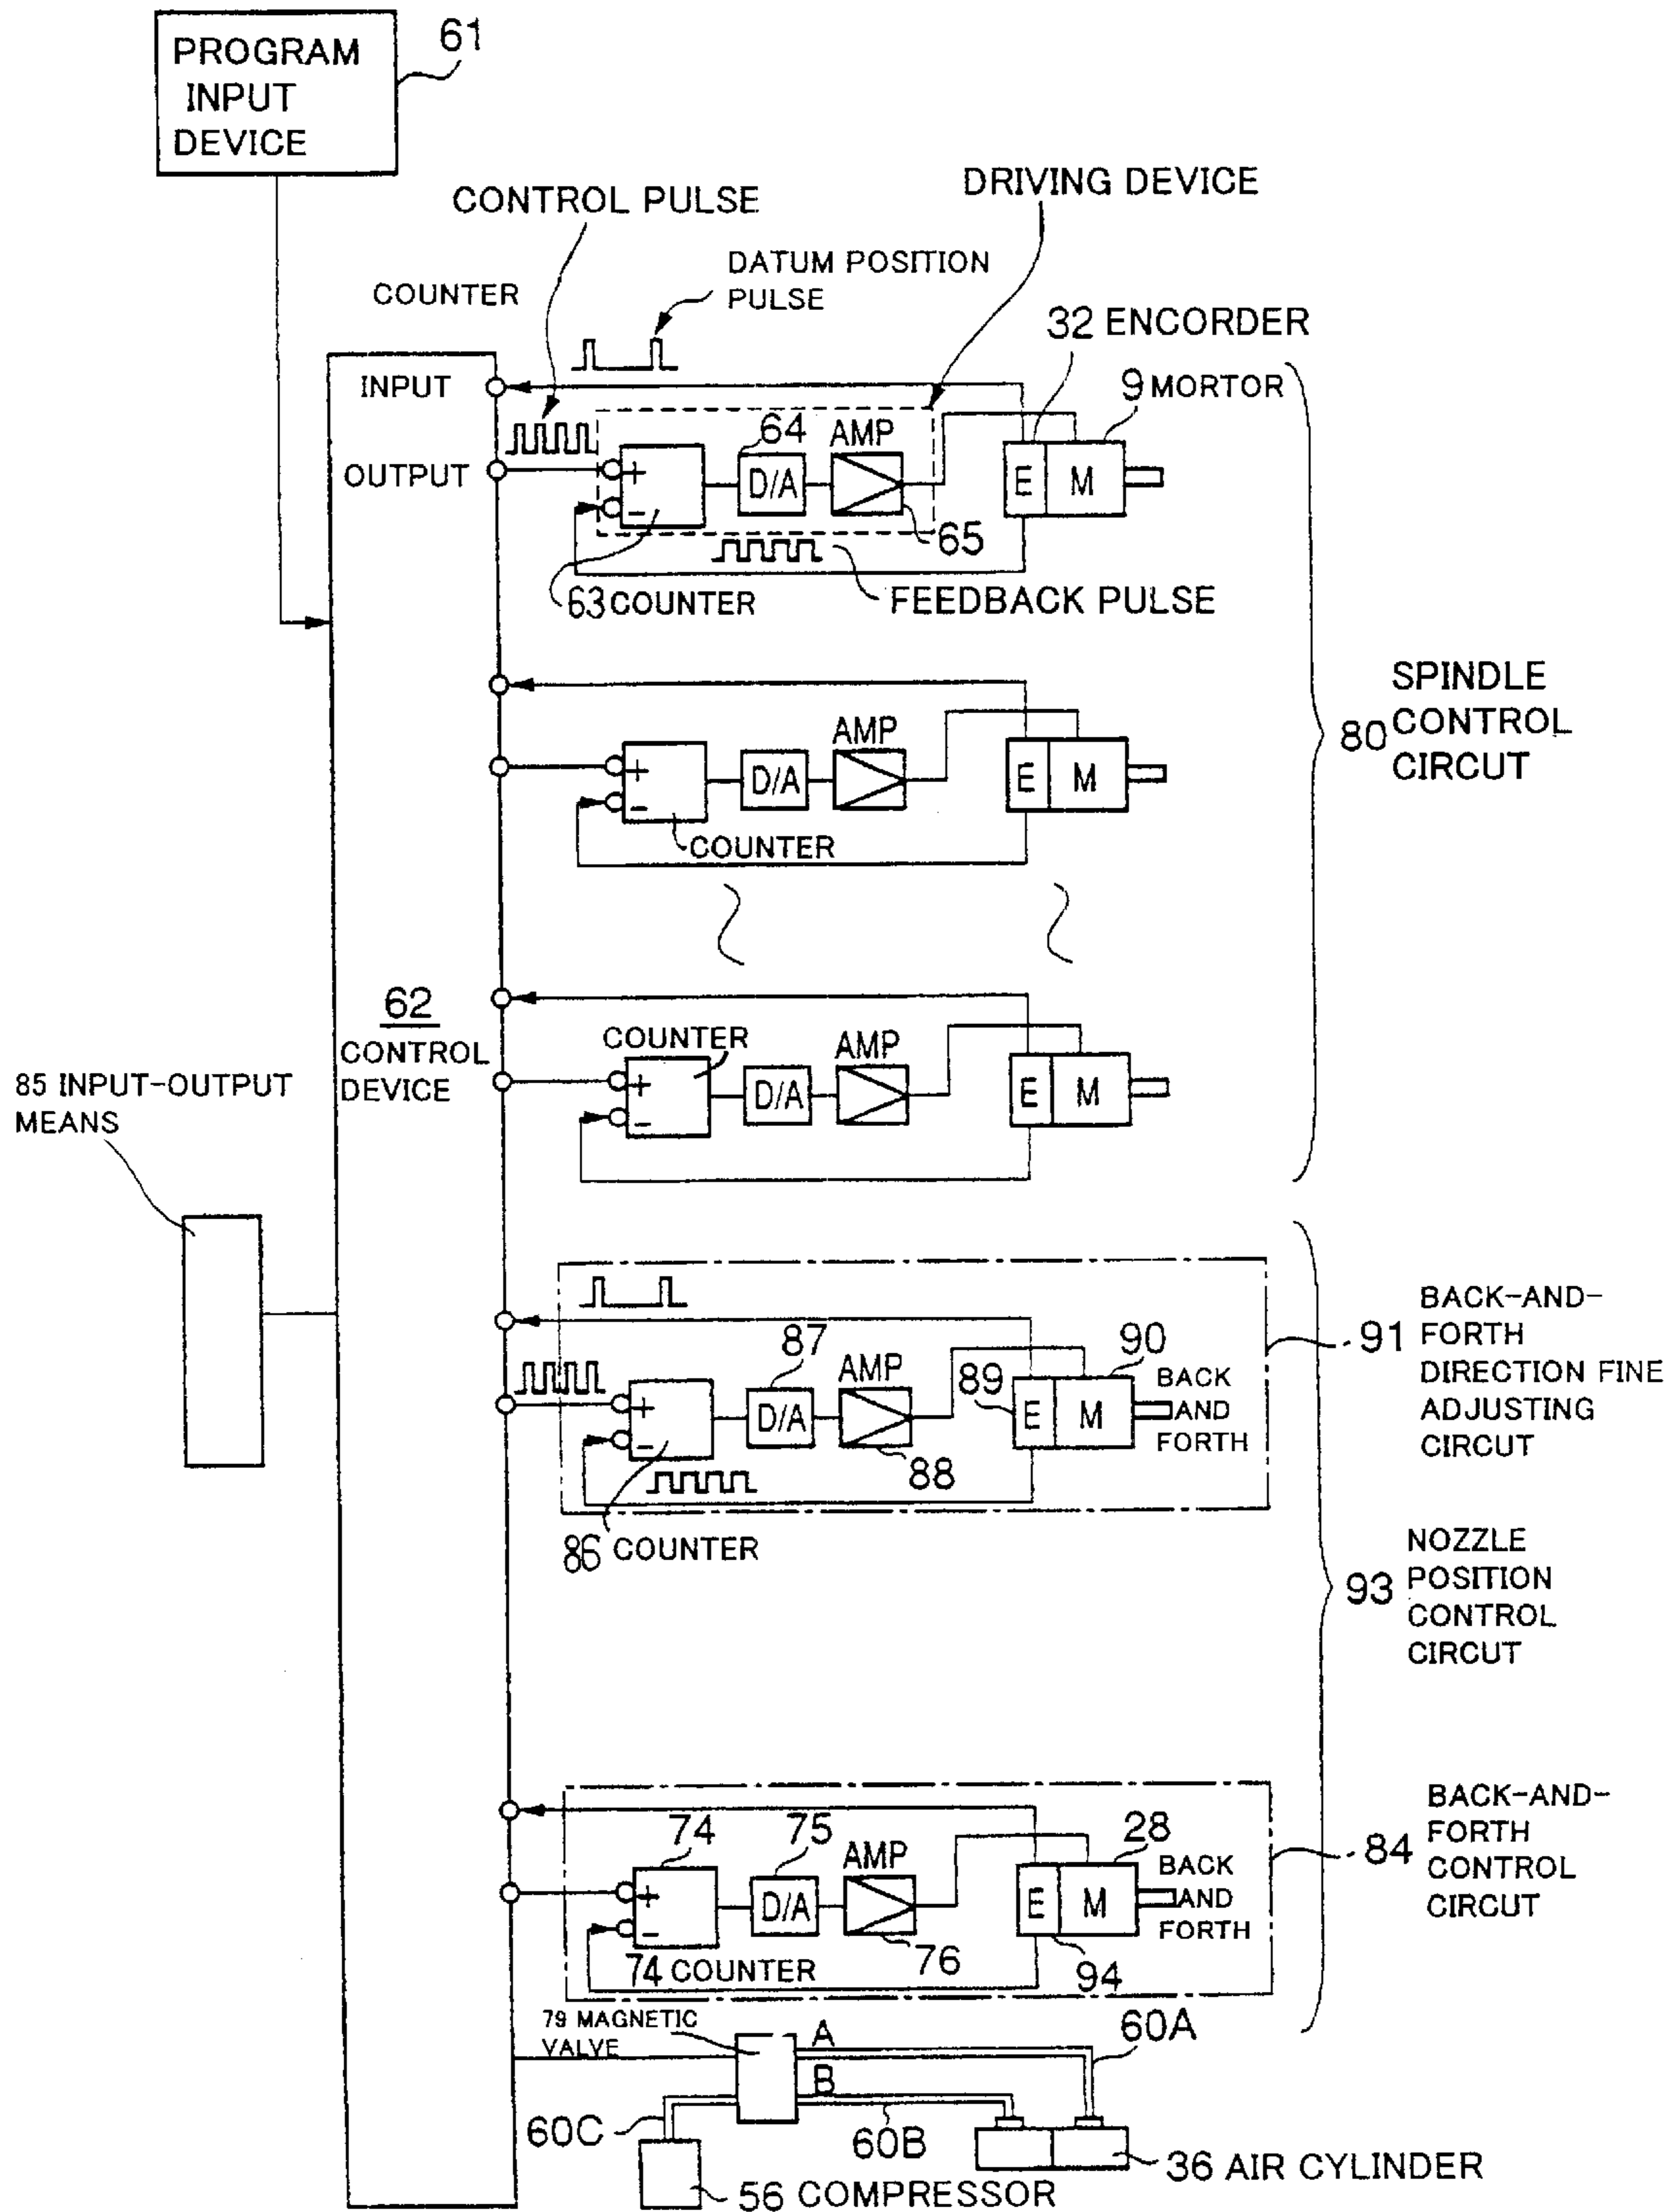 PROGRAM
INPUT
DEVICE
61
CONTROL PULSE
DRIVING DEVICE
COUNTER
DATUM POSITION
PULSE
32 ENCORDER
9 MORTOR
INPUT
OUTPUT
+
-
64
D/A
AMP
65
E
M
63 COUNTER
FEEDBACK PULSE
80
SPINDLE
CONTROL
CIRCUT
+
-
D/A
AMP
E
M
COUNTER
62
CONTROL
DEVICE
85 INPUT-OUTPUT
MEANS
COUNTER
+
-
D/A
AMP
E
M
87
AMP
89
90
+
-
D/A
88
E
M
BACK
AND
FORTH
86 COUNTER
91
BACK-AND-
FORTH
DIRECTION FINE
ADJUSTING
CIRCUT
93
NOZZLE
POSITION
CONTROL
CIRCUT
74
75
AMP
28
+
-
D/A
76
E
M
94
BACK
AND
FORTH
74 COUNTER
84
BACK-AND-
FORTH
CONTROL
CIRCUT
79 MAGNETIC
VALVE
A
B
60A
60C
60B
36 AIR CYLINDER
56 COMPRESSOR